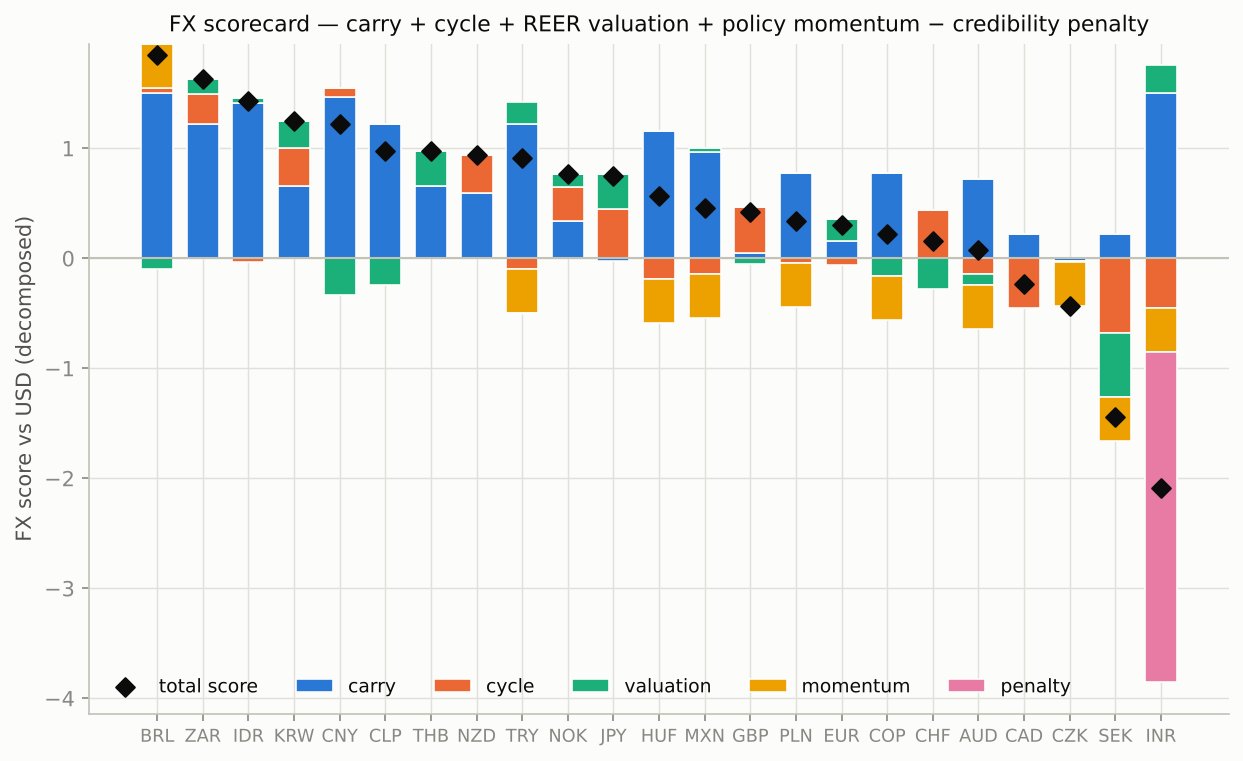 FX scorecard — carry + cycle + REER valuation + policy momentum − credibility penalty
FX score vs USD (decomposed)
1
0
−1
−2
−3
−4
total score carry cycle valuation momentum penalty
BRL ZAR IDR KRW CNY CLP THB NZD TRY NOK JPY HUF MXN GBP PLN EUR COP CHF AUD CAD CZK SEK INR